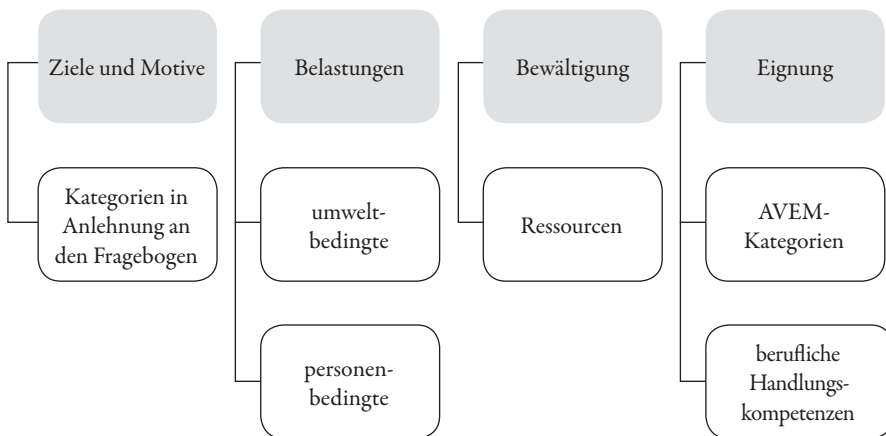 Ziele und Motive
Belastungen
Bewältigung
Eignung
Kategorien in
Anlehnung an
den Fragebogen
umwelt-
bedingte
Ressourcen
AVEM-
Kategorien
personen-
bedingte
berufliche
Handlungs-
kompetenzen